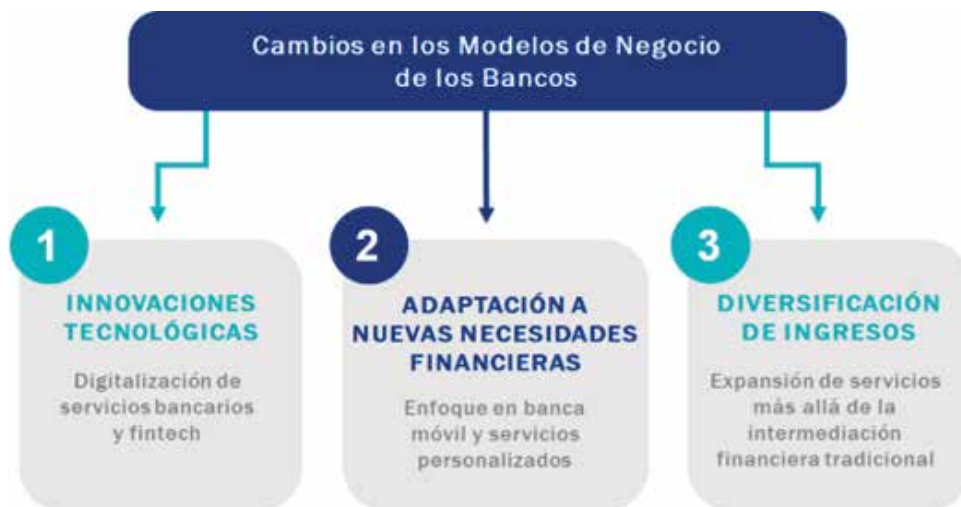 Cambios en los Modelos de Negocio
de los Bancos
1
INNOVACIONES
TECNOLÓGICAS
Digitalización de
servicios bancarios
y fintech
2
ADAPTACIÓN A
NUEVAS NECESIDADES
FINANCIERAS
Enfoque en banca
móvil y servicios
personalizados
3
DIVERSIFICACIÓN
DE INGRESOS
Expansión de servicios
más allá de la
intermediación
financiera tradicional